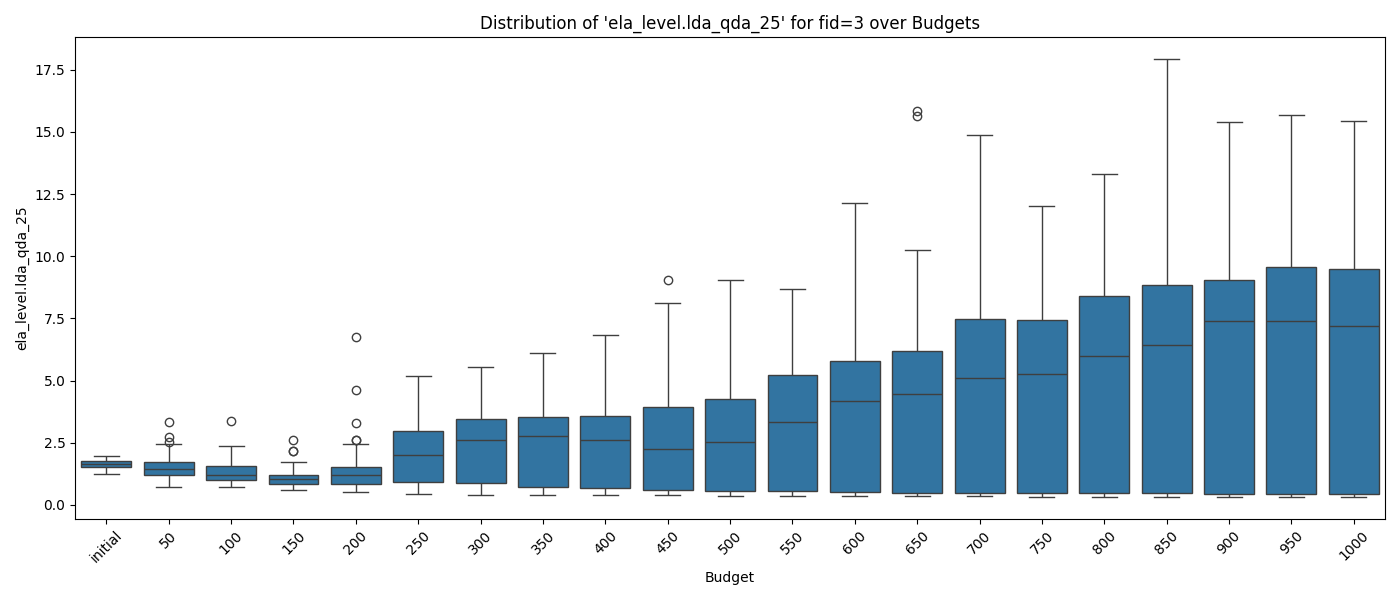 Distribution of 'ela_level.lda_qda_25' for fid=3 over Budgets
ela_level.lda_qda_25
17.5
15.0
12.5
10.0
7.5
5.0
2.5
0.0
initial 50 100 150 200 250 300 350 400 450 500 550 600 650 700 750 800 850 900 950 1000
Budget